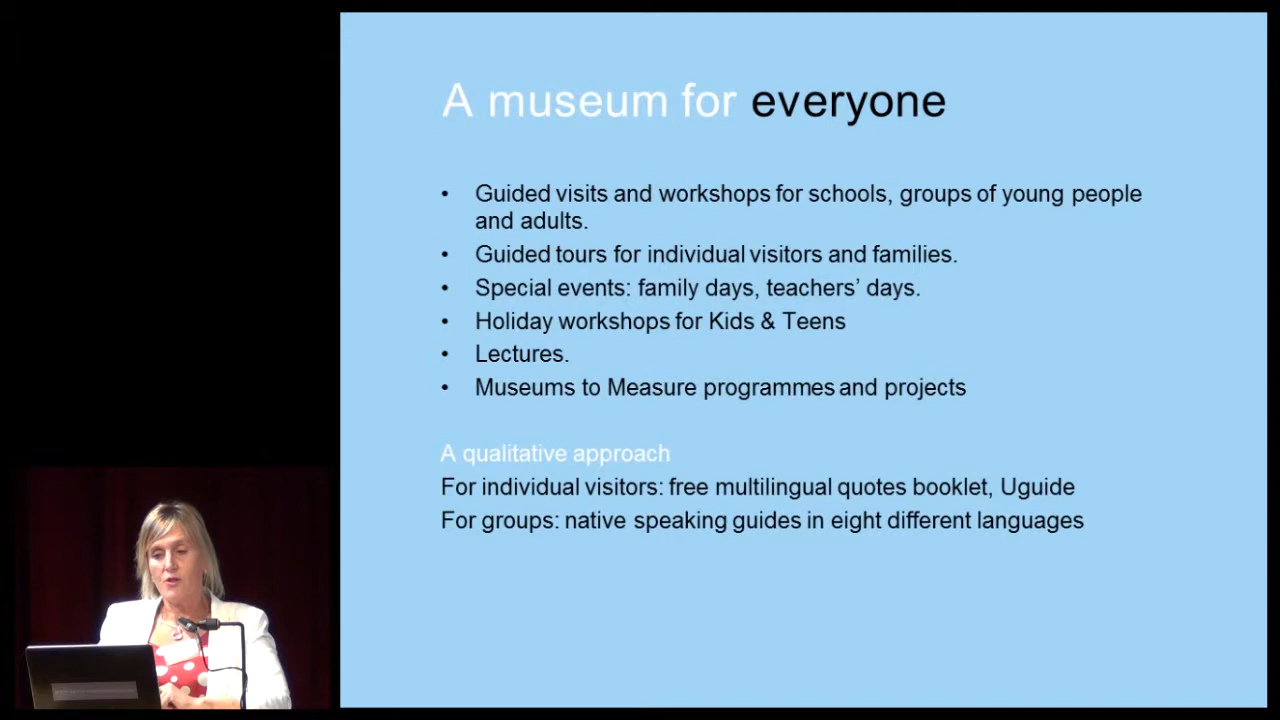 A museum for everyone
• Guided visits and workshops for schools, groups of young people
and adults.
• Guided tours for individual visitors and families.
• Special events: family days, teachers’ days.
• Holiday workshops for Kids & Teens
• Lectures.
• Museums to Measure programmes and projects
A qualitative approach
For individual visitors: free multilingual quotes booklet, Uguide
For groups: native speaking guides in eight different languages